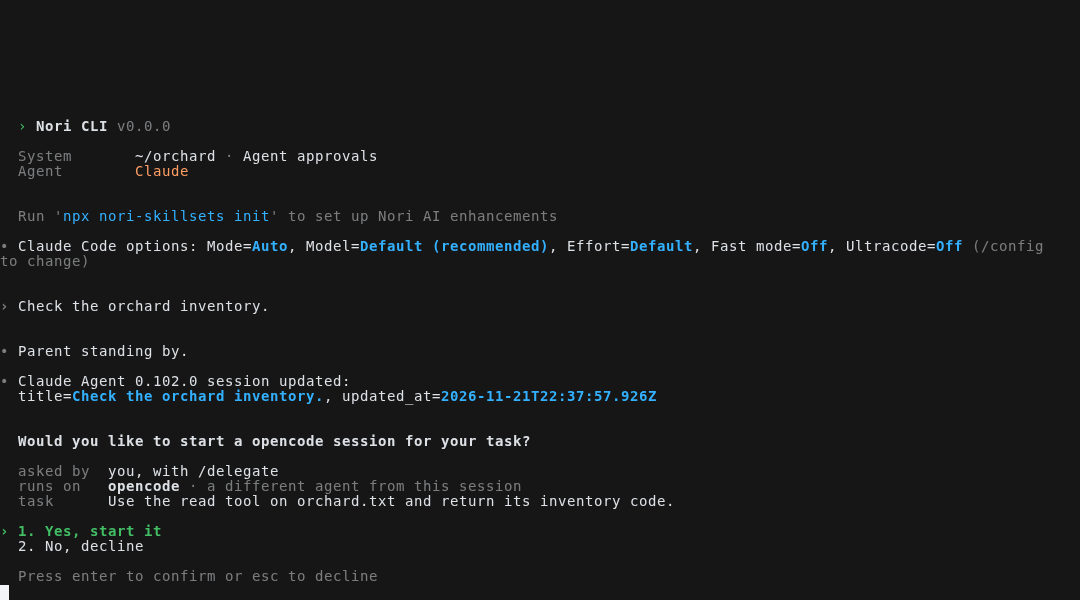 › Nori CLI v0.0.0
System ~/orchard · Agent approvals
Agent Claude
Run 'npx nori-skillsets init' to set up Nori AI enhancements
• Claude Code options: Mode=Auto, Model=Default (recommended), Effort=Default, Fast mode=Off, Ultracode=Off (/config
to change)
› Check the orchard inventory.
• Parent standing by.
• Claude Agent 0.102.0 session updated:
title=Check the orchard inventory., updated_at=2026-11-21T22:37:57.926Z
Would you like to start a opencode session for your task?
asked by you, with /delegate
runs on opencode · a different agent from this session
task Use the read tool on orchard.txt and return its inventory code.
› 1. Yes, start it
2. No, decline
Press enter to confirm or esc to decline